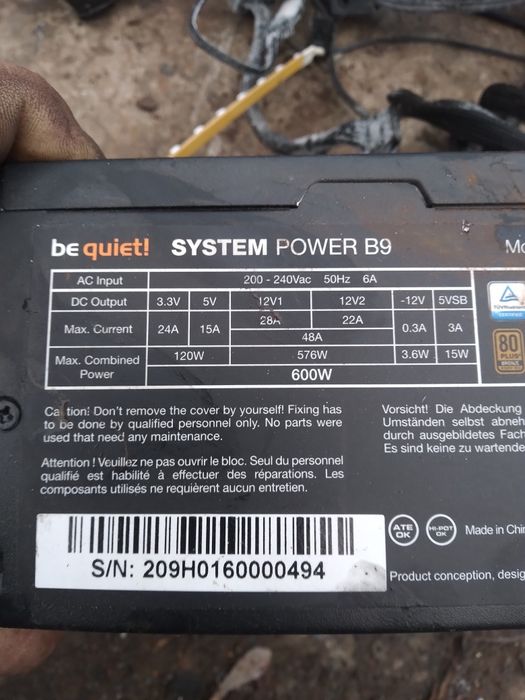 be quiet! SYSTEM POWER B9
AC Input 200 - 240Vac 50Hz 6A
DC Output 3.3V 5V 12V1 12V2 -12V 5VSB
Max. Current 24A 15A 28A 22A 0.3A 3A
48A
Max. Combined Power 120W 576W 3.6W 15W
600W
80
PLUS
BRONZE
Caution! Don't remove the cover by yourself! Fixing has
to be done by qualified personnel only. No parts were
used that need any maintenance.
Attention ! Veuillez ne pas ouvrir le bloc. Seul du personnel
qualifié est habilité à effectuer des réparations. Les
composants utilisés ne requièrent aucun entretien.
Vorsicht! Die Abdeckung
Umständen selbst
durch ausgebildetes
Es sind keine zu
ATE
OK
HI-POT
OK
Made in
Product conception,
S/N: 209H0160000494